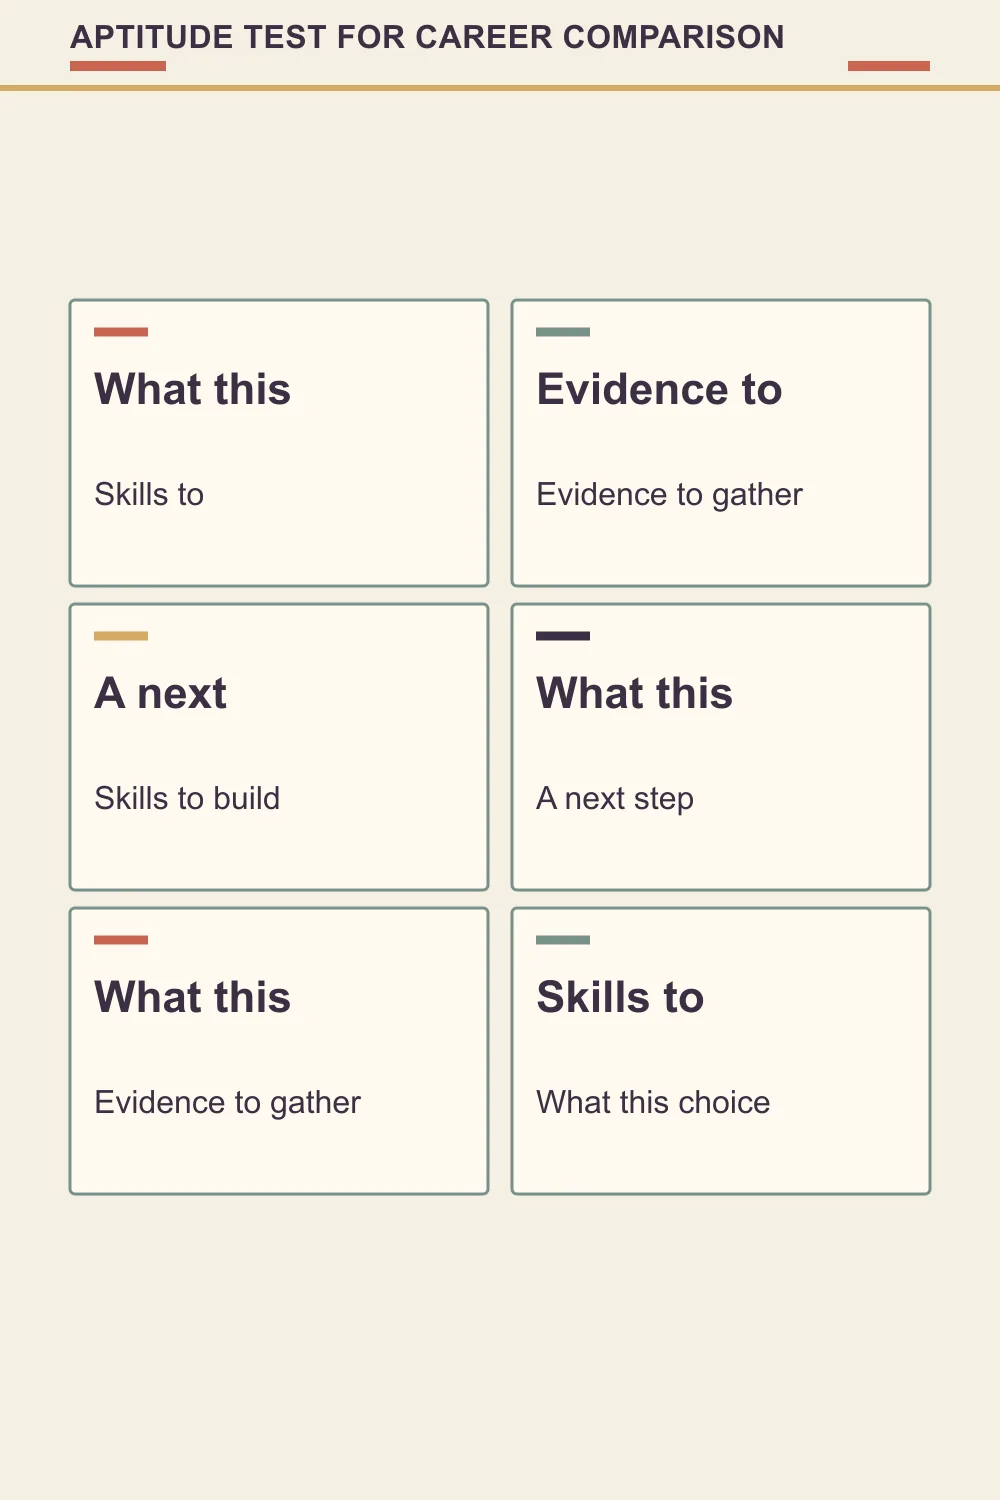 APTITUDE TEST FOR CAREER COMPARISON
What this
Skills to
Evidence to
Evidence to gather
A next
Skills to build
What this
A next step
What this
Evidence to gather
Skills to
What this choice